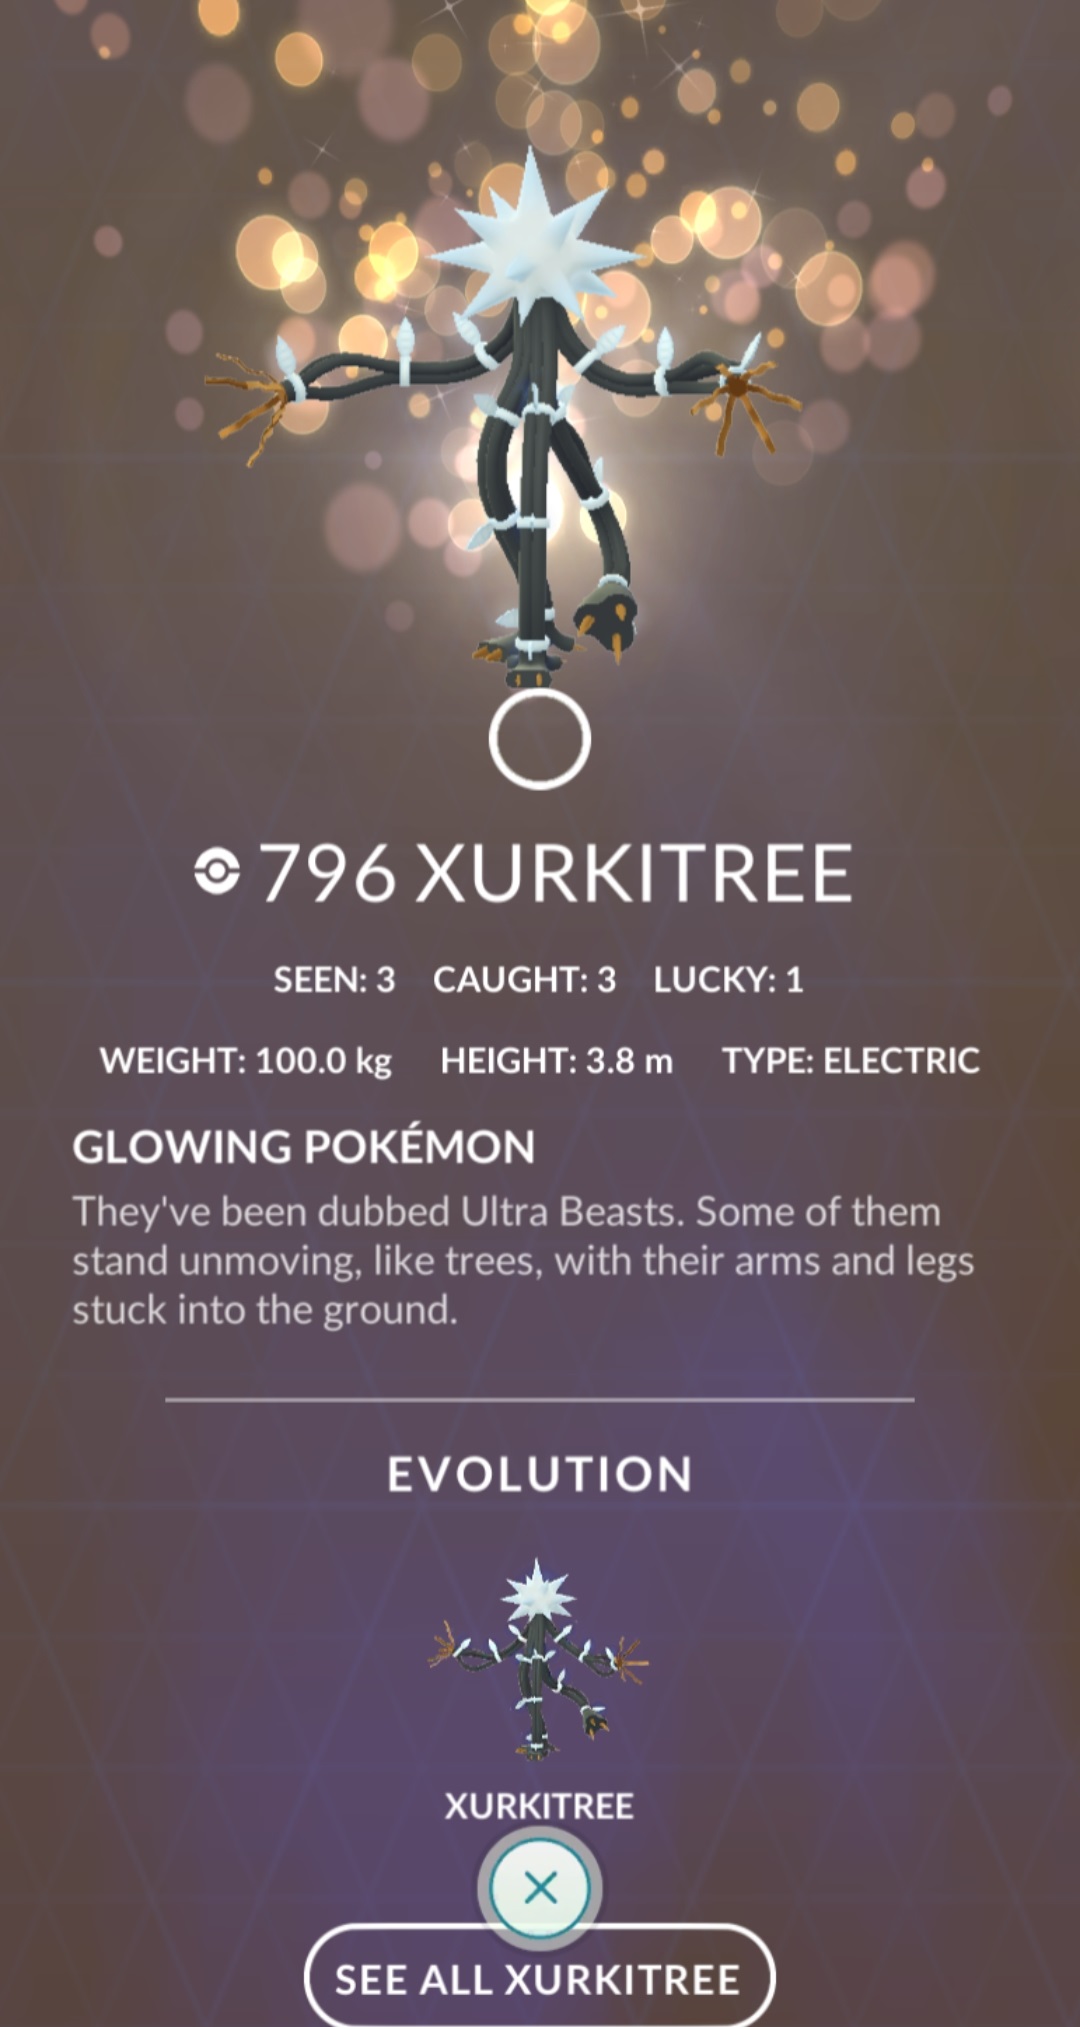 796 XURKITREE
SEEN: 3 CAUGHT: 3 LUCKY: 1
WEIGHT: 100.0 kg HEIGHT: 3.8 m TYPE: ELECTRIC
GLOWING POKÉMON
They've been dubbed Ultra Beasts. Some of them
stand unmoving, like trees, with their arms and legs
stuck into the ground.
EVOLUTION
XURKITREE
SEE ALL XURKITREE